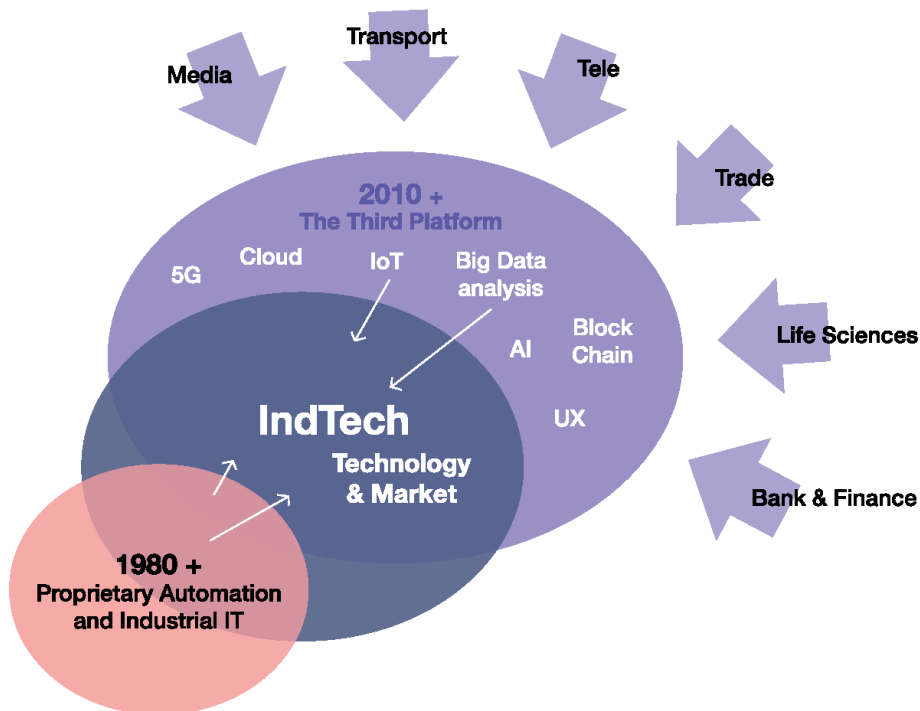 Transport
Media
Tele
Trade
2010 +
The Third Platform
5G
Cloud
IoT
Big Data
analysis
AI
Block
Chain
UX
Life Sciences
IndTech
Technology
& Market
Bank & Finance
1980 +
Proprietary Automation
and Industrial IT